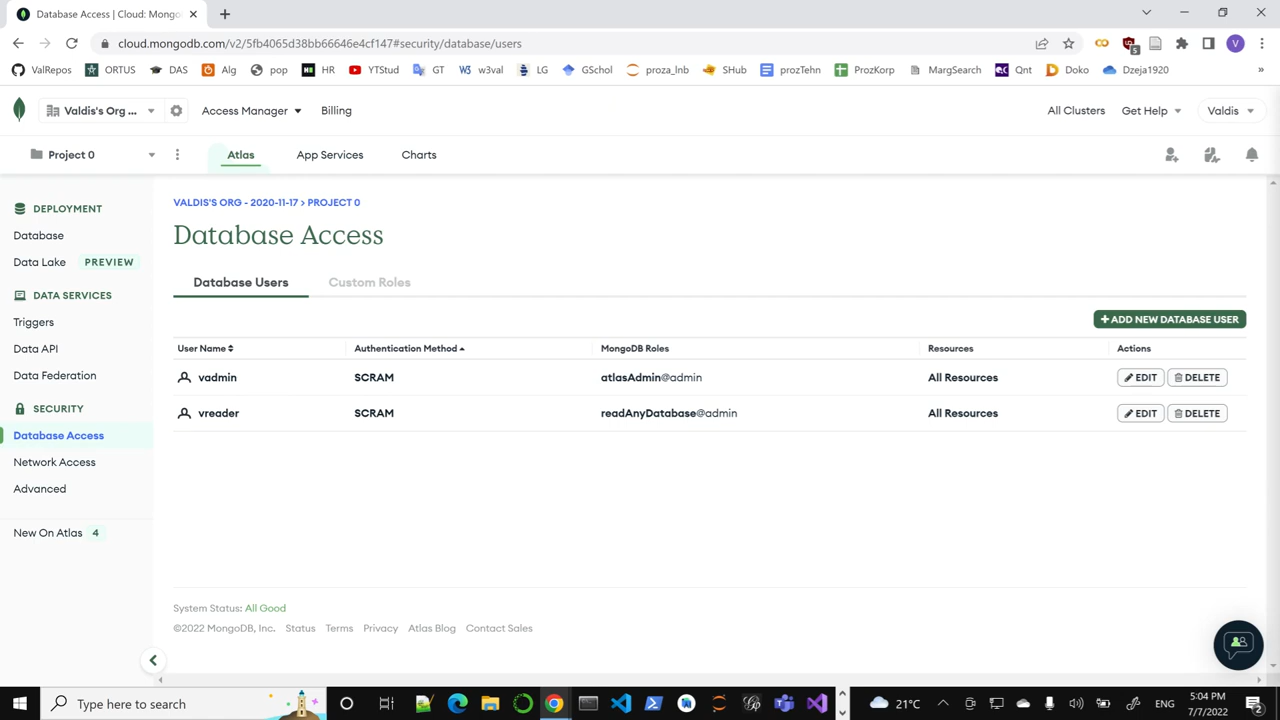 Database Access | Cloud: Mongo
cloud.mongodb.com/v2/5fb4065d38bb66646e4cf147#security/database/users
5
V
ValRepos ORTUS DAS Alg pop HR YTStud GT w3val LG GSchol proza_lnb SHub prozTehn ProzKorp MargSearch Qnt Doko Dzeja1920 »
Valdis's Org ... Access Manager Billing All Clusters Get Help Valdis
Project 0 Atlas App Services Charts
DEPLOYMENT
Database
Data Lake PREVIEW
DATA SERVICES
Triggers
Data API
Data Federation
SECURITY
Database Access
Network Access
Advanced
New On Atlas 4
VALDIS'S ORG - 2020-11-17 > PROJECT 0
Database Access
Database Users Custom Roles
+ ADD NEW DATABASE USER
User Name Authentication Method MongoDB Roles Resources Actions
vadmin SCRAM atlasAdmin@admin All Resources EDIT DELETE
vreader SCRAM readAnyDatabase@admin All Resources EDIT DELETE
System Status: All Good
©2022 MongoDB, Inc. Status Terms Privacy Atlas Blog Contact Sales
Type here to search
21°C
ENG
5:04 PM
7/7/2022
2